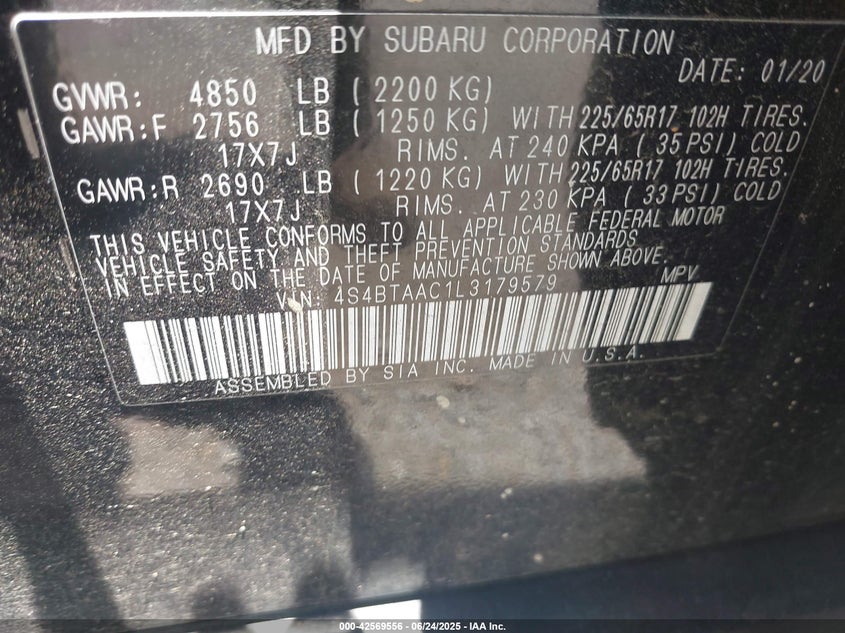 MFD BY SUBARU CORPORATION
DATE: 01/20
GVWR: 4850 LB (2200 KG)
GAWR:F 2756 LB (1250 KG) WITH 225/65R17 102H TIRES.
17X7J RIMS. AT 240 KPA (35 PSI) COLD
GAWR:R 2690 LB (1220 KG) WITH 225/65R17 102H TIRES.
17X7J RIMS. AT 230 KPA (33 PSI) COLD
THIS VEHICLE CONFORMS TO ALL APPLICABLE FEDERAL MOTOR
VEHICLE SAFETY AND THEFT PREVENTION STANDARDS
IN EFFECT ON THE DATE OF MANUFACTURE SHOWN ABOVE.
VIN: 4S4BTAAC1L3179579 MPV
ASSEMBLED BY SIA INC. MADE IN U.S.A.
000-42569556 - 06/24/2025 - IAA Inc.